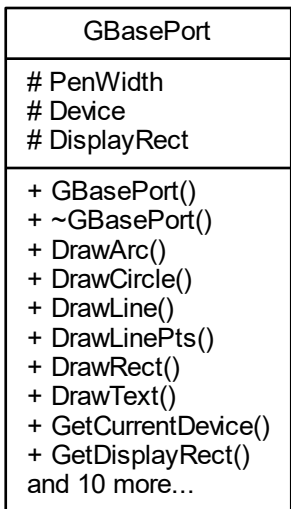 GBasePort
# PenWidth
# Device
# DisplayRect
+ GBasePort()
+ ~GBasePort()
+ DrawArc()
+ DrawCircle()
+ DrawLine()
+ DrawLinePts()
+ DrawRect()
+ DrawText()
+ GetCurrentDevice()
+ GetDisplayRect()
and 10 more...